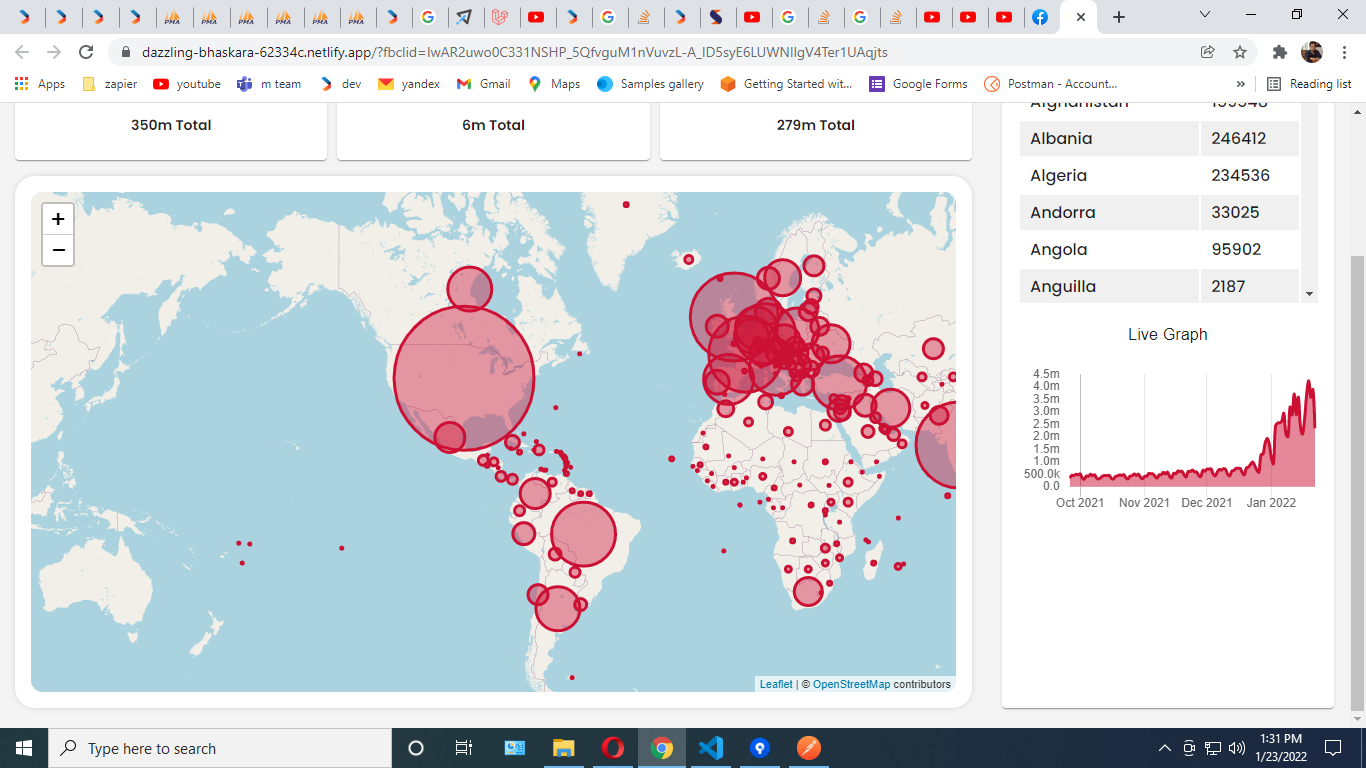 dazzling-bhaskara-62334c.netlify.app/?fbclid=IwAR2uwo0C331NSHP_5QfvguM1nVuvzL-A_ID5syE6LUWNIlgV4Ter1UAqjts
Apps zapier youtube m team dev yandex Gmail Maps Samples gallery Getting Started wit... Google Forms Postman - Account... » Reading list
350m Total
6m Total
279m Total
+
−
Leaflet | © OpenStreetMap contributors
Afghanistan 159548
Albania 246412
Algeria 234536
Andorra 33025
Angola 95902
Anguilla 2187
Live Graph
4.5m
4.0m
3.5m
3.0m
2.5m
2.0m
1.5m
1.0m
500.0k
0.0
Oct 2021 Nov 2021 Dec 2021 Jan 2022
Type here to search
1:31 PM
1/23/2022